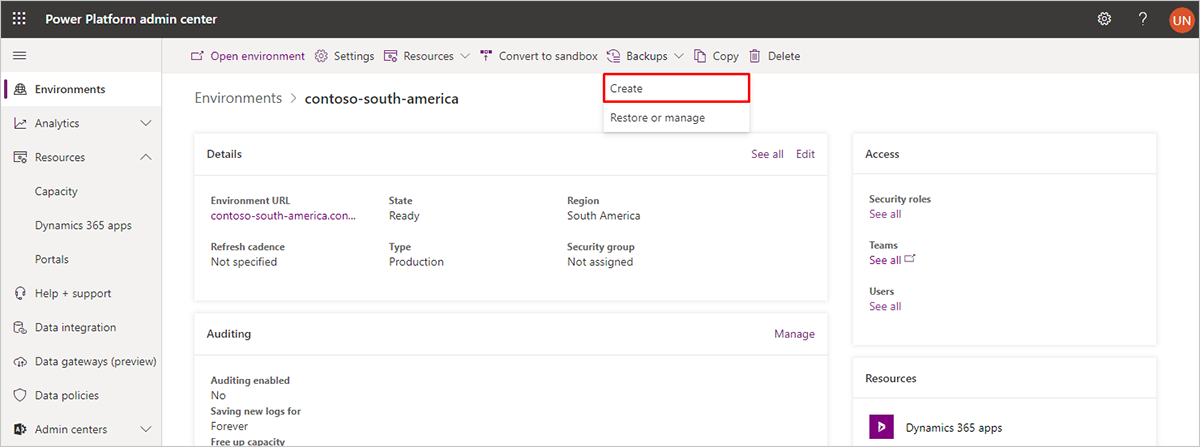 Power Platform admin center
?
UN
Open environment
Settings
Resources
Convert to sandbox
Backups
Copy
Delete
Create
Restore or manage
Environments
Analytics
Resources
Capacity
Dynamics 365 apps
Portals
Help + support
Data integration
Data gateways (preview)
Data policies
Admin centers
Environments > contoso-south-america
Details
See all
Edit
Environment URL
contoso-south-america.con...
State
Ready
Region
South America
Refresh cadence
Not specified
Type
Production
Security group
Not assigned
Auditing
Manage
Auditing enabled
No
Saving new logs for
Forever
Free up capacity
Access
Security roles
See all
Teams
See all
Users
See all
Resources
Dynamics 365 apps